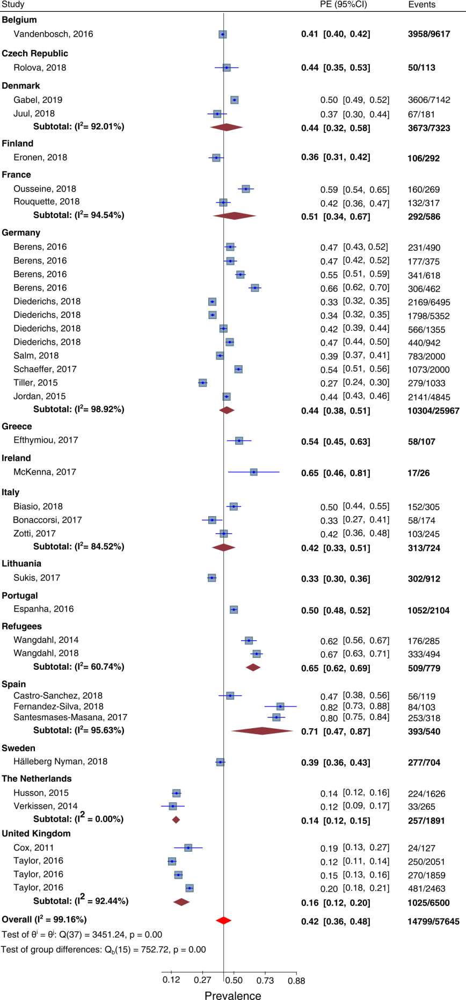 Study PE (95%CI) Events
Belgium
Vandenbosch, 2016 0.41 [0.40, 0.42] 3958/9617
Czech Republic
Rolova, 2018 0.44 [0.35, 0.53] 50/113
Denmark
Gabel, 2019 0.50 [0.49, 0.52] 3606/7142
Juul, 2018 0.37 [0.30, 0.44] 67/181
Subtotal: (I²= 92.01%) 0.44 [0.32, 0.58] 3673/7323
Finland
Eronen, 2018 0.36 [0.31, 0.42] 106/292
France
Ousseine, 2018 0.59 [0.54, 0.65] 160/269
Rouquette, 2018 0.42 [0.36, 0.47] 132/317
Subtotal: (I²= 94.54%) 0.51 [0.34, 0.67] 292/586
Germany
Berens, 2016 0.47 [0.43, 0.52] 231/490
Berens, 2016 0.47 [0.42, 0.52] 177/375
Berens, 2016 0.55 [0.51, 0.59] 341/618
Berens, 2016 0.66 [0.62, 0.70] 306/462
Diederichs, 2018 0.33 [0.32, 0.35] 2169/6495
Diederichs, 2018 0.34 [0.32, 0.35] 1798/5352
Diederichs, 2018 0.42 [0.39, 0.44] 566/1355
Diederichs, 2018 0.47 [0.44, 0.50] 440/942
Salm, 2018 0.39 [0.37, 0.41] 783/2000
Schaeffer, 2017 0.54 [0.51, 0.56] 1073/2000
Tiller, 2015 0.27 [0.24, 0.30] 279/1033
Jordan, 2015 0.44 [0.43, 0.46] 2141/4845
Subtotal: (I²= 98.92%) 0.44 [0.38, 0.51] 10304/25967
Greece
Efthymiou, 2017 0.54 [0.45, 0.63] 58/107
Ireland
McKenna, 2017 0.65 [0.46, 0.81] 17/26
Italy
Biasio, 2018 0.50 [0.44, 0.55] 152/305
Bonaccorsi, 2017 0.33 [0.27, 0.41] 58/174
Zotti, 2017 0.42 [0.36, 0.48] 103/245
Subtotal: (I²= 84.52%) 0.42 [0.33, 0.51] 313/724
Lithuania
Sukis, 2017 0.33 [0.30, 0.36] 302/912
Portugal
Espanha, 2016 0.50 [0.48, 0.52] 1052/2104
Refugees
Wangdahl, 2014 0.62 [0.56, 0.67] 176/285
Wangdahl, 2018 0.67 [0.63, 0.71] 333/494
Subtotal: (I²= 60.74%) 0.65 [0.62, 0.69] 509/779
Spain
Castro-Sanchez, 2018 0.47 [0.38, 0.56] 56/119
Fernandez-Silva, 2018 0.82 [0.73, 0.88] 84/103
Santesmases-Masana, 2017 0.80 [0.75, 0.84] 253/318
Subtotal: (I²= 95.63%) 0.71 [0.47, 0.87] 393/540
Sweden
Hälleberg Nyman, 2018 0.39 [0.36, 0.43] 277/704
The Netherlands
Husson, 2015 0.14 [0.12, 0.16] 224/1626
Verkissen, 2014 0.12 [0.09, 0.17] 33/265
Subtotal: (I² = 0.00%) 0.14 [0.12, 0.15] 257/1891
United Kingdom
Cox, 2011 0.19 [0.13, 0.27] 24/127
Taylor, 2016 0.12 [0.11, 0.14] 250/2051
Taylor, 2016 0.15 [0.13, 0.16] 270/1859
Taylor, 2016 0.20 [0.18, 0.21] 481/2463
Subtotal: (I² = 92.44%) 0.16 [0.12, 0.20] 1025/6500
Overall (I² = 99.16%) 0.42 [0.36, 0.48] 14799/57645
Test of θⁱ = θʲ: Q(37) = 3451.24, p = 0.00
Test of group differences: Q_b(15) = 752.72, p = 0.00
0.12 0.27 0.50 0.73 0.88
Prevalence